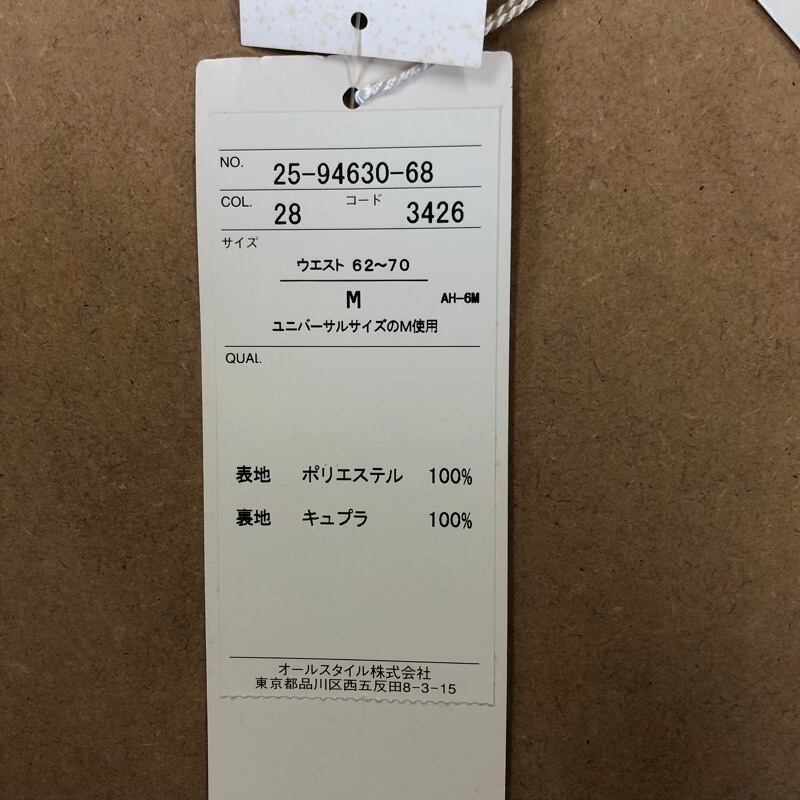 NO. 25-94630-68
COL. 28 コード 3426
サイズ
ウエスト 62～70
M AH-6M
ユニバーサルサイズのM使用
QUAL.
表地 ポリエステル 100%
裏地 キュプラ 100%
オールスタイル株式会社
東京都品川区西五反田8-3-15